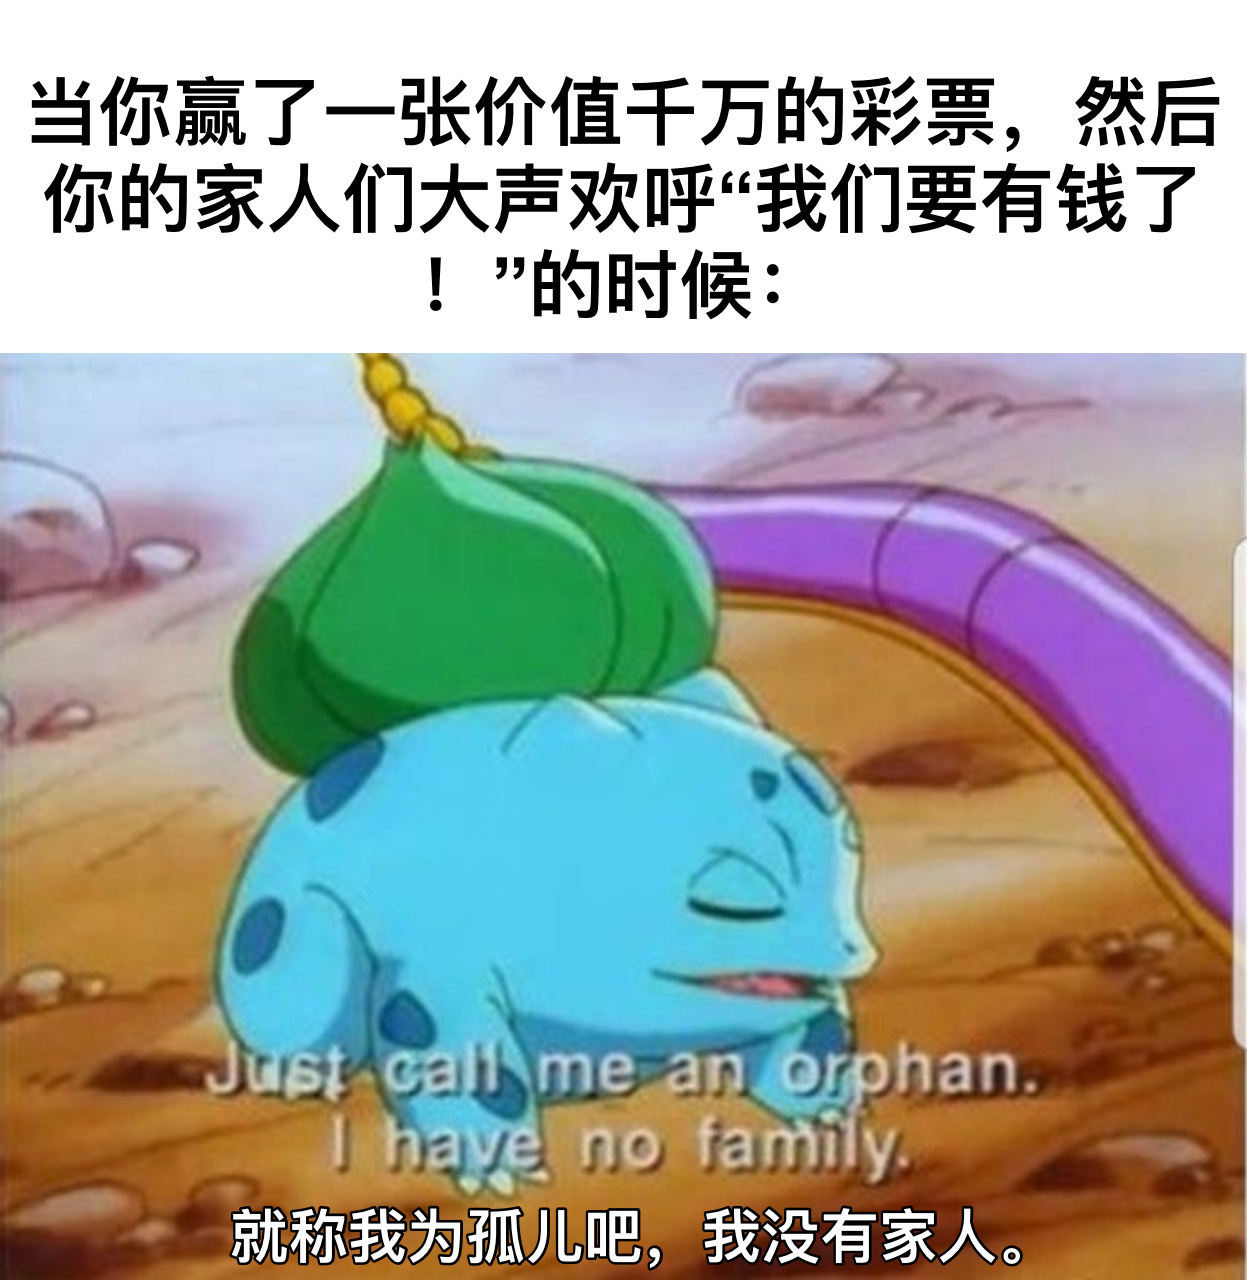 当你赢了一张价值千万的彩票，然后
你的家人们大声欢呼“我们要有钱了
！”的时候：
Just call me an orphan.
I have no family.
就称我为孤儿吧，我没有家人。